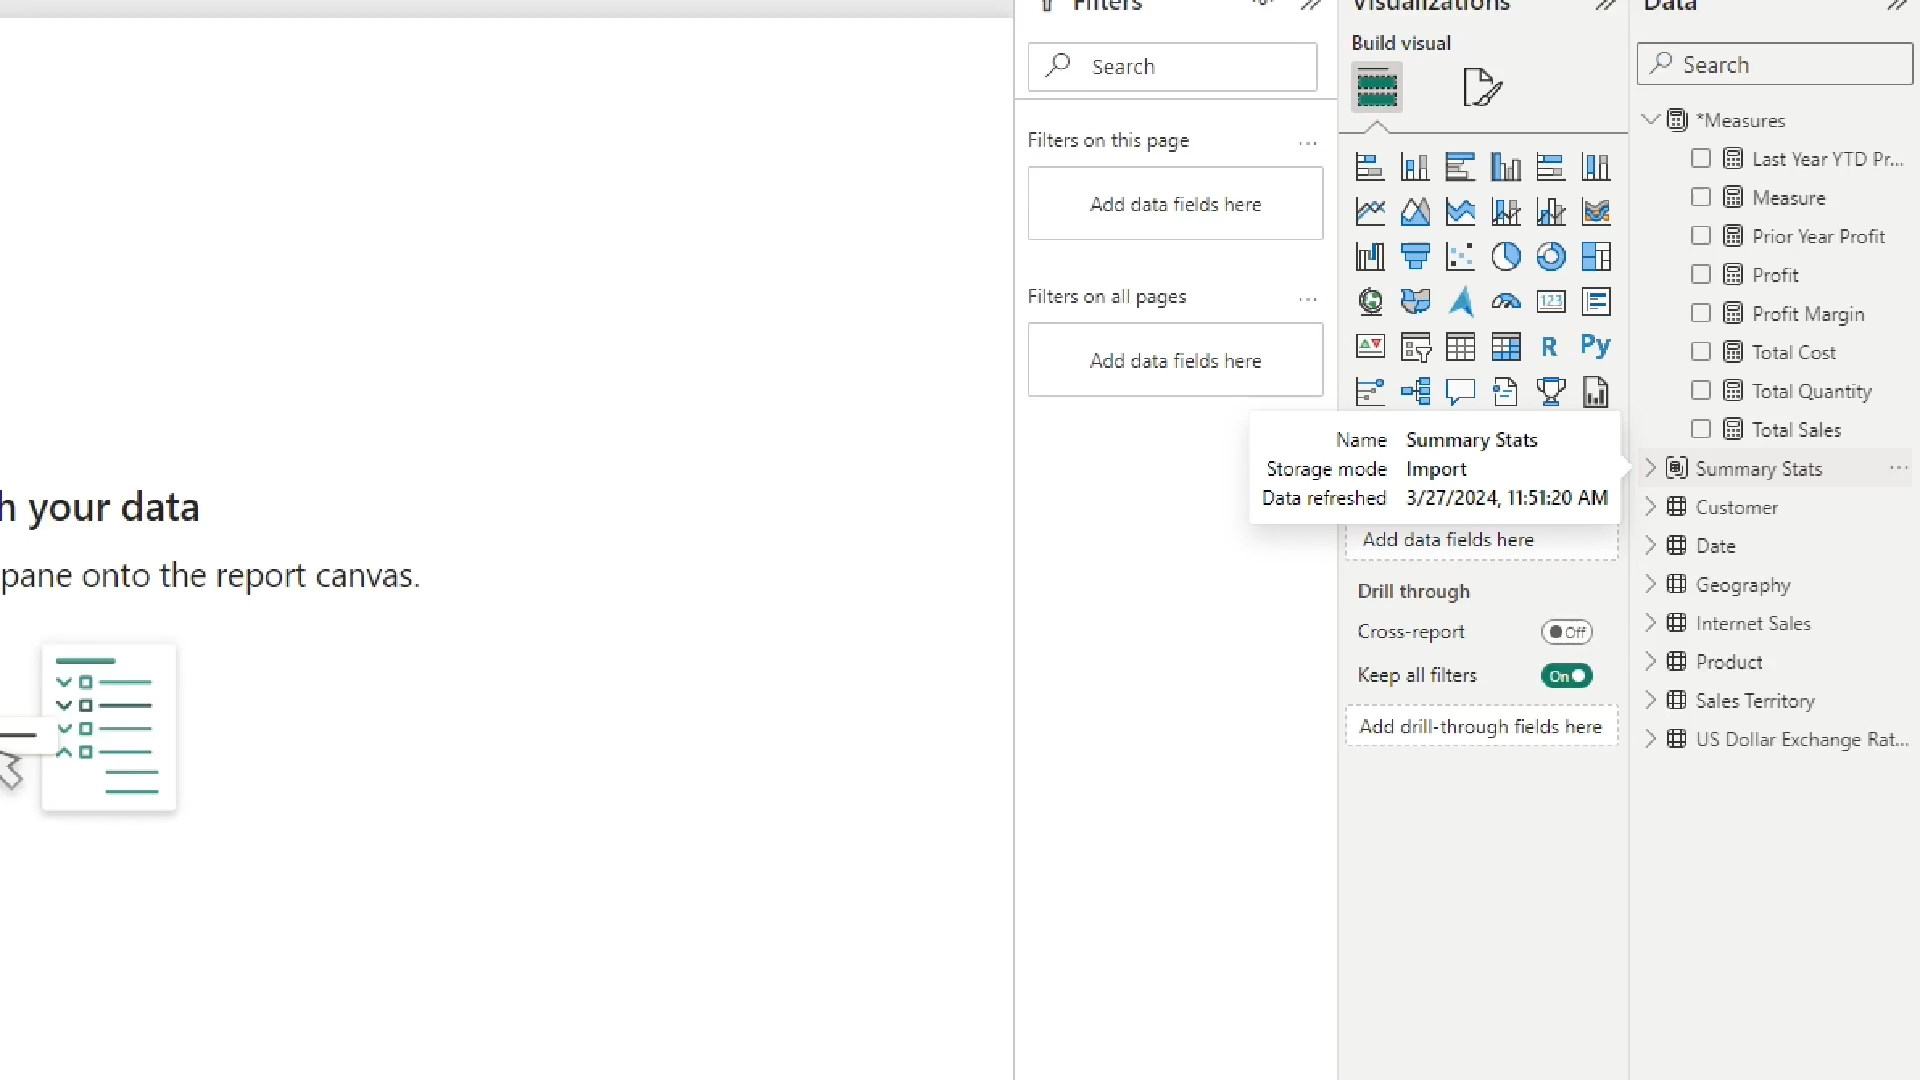 Filters
Visualizations
Data
Build visual
Search
Search
Filters on this page
...
Add data fields here
Filters on all pages
...
Add data fields here
123
R
Py
Name Summary Stats
Storage mode Import
Data refreshed 3/27/2024, 11:51:20 AM
Add data fields here
Drill through
Cross-report Off
Keep all filters On
Add drill-through fields here
*Measures
Last Year YTD Pr...
Measure
Prior Year Profit
Profit
Profit Margin
Total Cost
Total Quantity
Total Sales
Summary Stats ...
Customer
Date
Geography
Internet Sales
Product
Sales Territory
US Dollar Exchange Rat...
h your data
pane onto the report canvas.